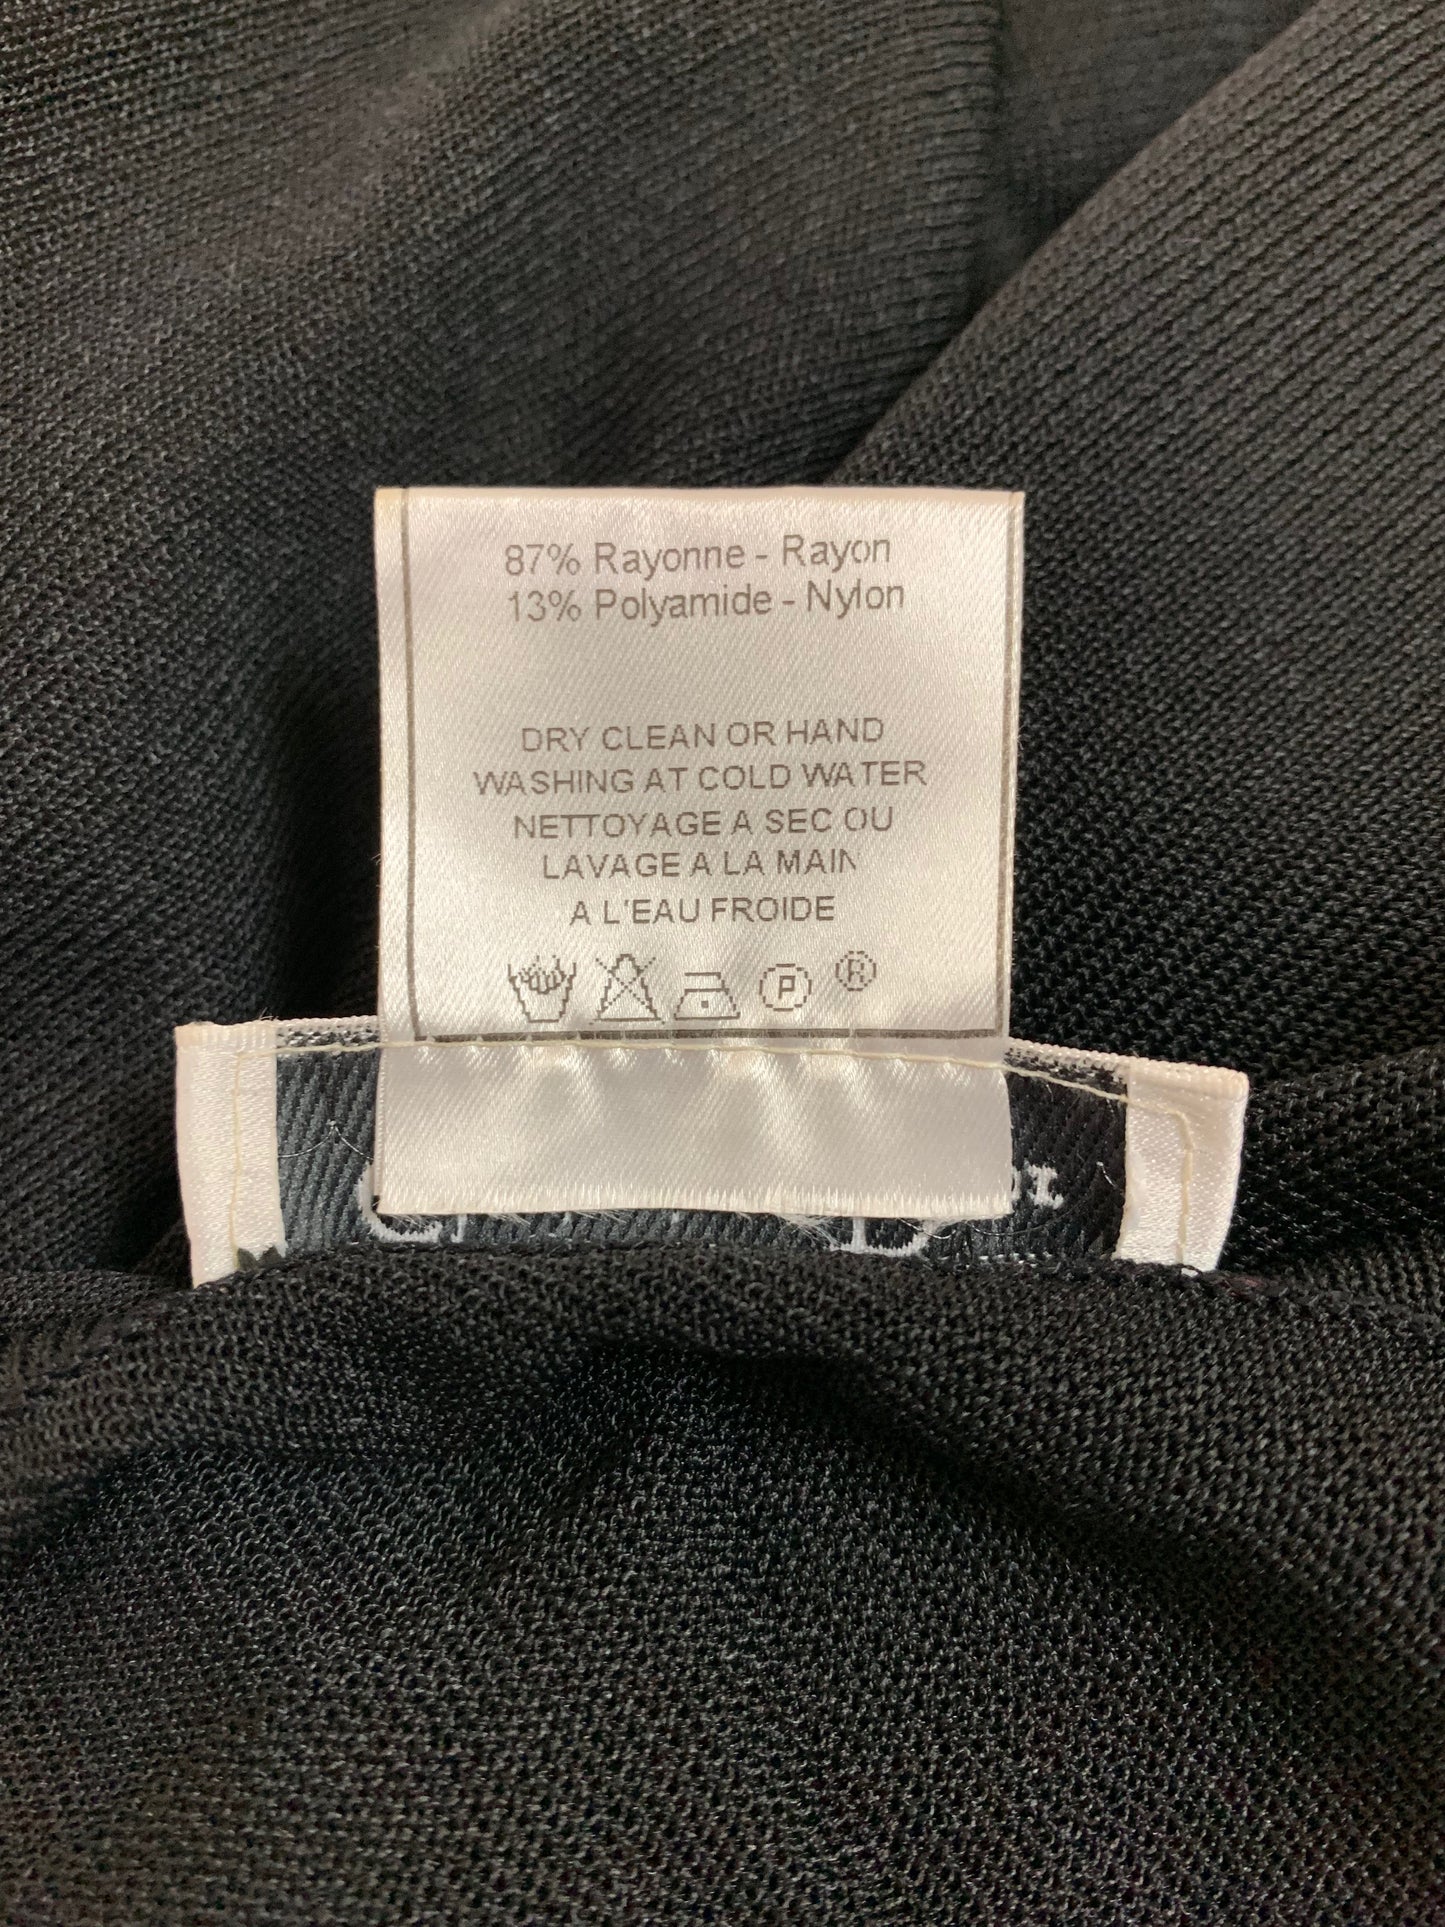 87% Rayonne - Rayon
13% Polyamide - Nylon
DRY CLEAN OR HAND
WASHING AT COLD WATER
NETTOYAGE A SEC OU
LAVAGE A LA MAIN
A L'EAU FROIDE
P ®